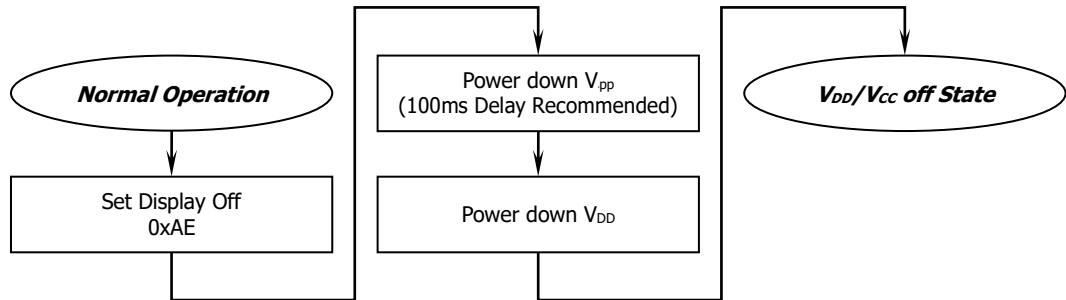 Normal Operation
Set Display Off
0xAE
Power down Vpp
(100ms Delay Recommended)
Power down VDD
VDD/VCC off State